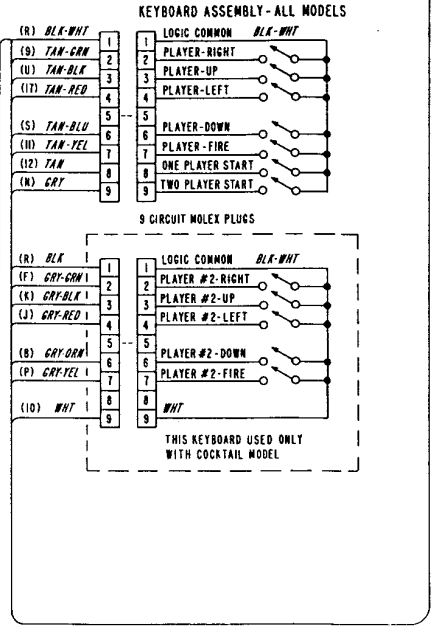 KEYBOARD ASSEMBLY-ALL MODELS
(R) BLK-WHT 1 1 LOGIC COMMON BLK-WHT
(9) TAN-GRN 2 2 PLAYER-RIGHT
(U) TAN-BLK 3 3 PLAYER-UP
(17) TAN-RED 4 4 PLAYER-LEFT
5 5
(S) TAN-BLU 6 6 PLAYER-DOWN
(11) TAN-YEL 7 7 PLAYER-FIRE
(12) TAN 8 8 ONE PLAYER START
(N) GRY 9 9 TWO PLAYER START
9 CIRCUIT MOLEX PLUGS
(R) BLK 1 1 LOGIC COMMON BLK-WHT
(F) GRY-GRN 2 2 PLAYER #2-RIGHT
(K) GRY-BLK 3 3 PLAYER #2-UP
(J) GRY-RED 4 4 PLAYER #2-LEFT
5 5
(8) GRY-ORN 6 6 PLAYER #2-DOWN
(P) GRY-YEL 7 7 PLAYER #2-FIRE
8 8
(10) WHT 9 9 WHT
THIS KEYBOARD USED ONLY
WITH COCKTAIL MODEL